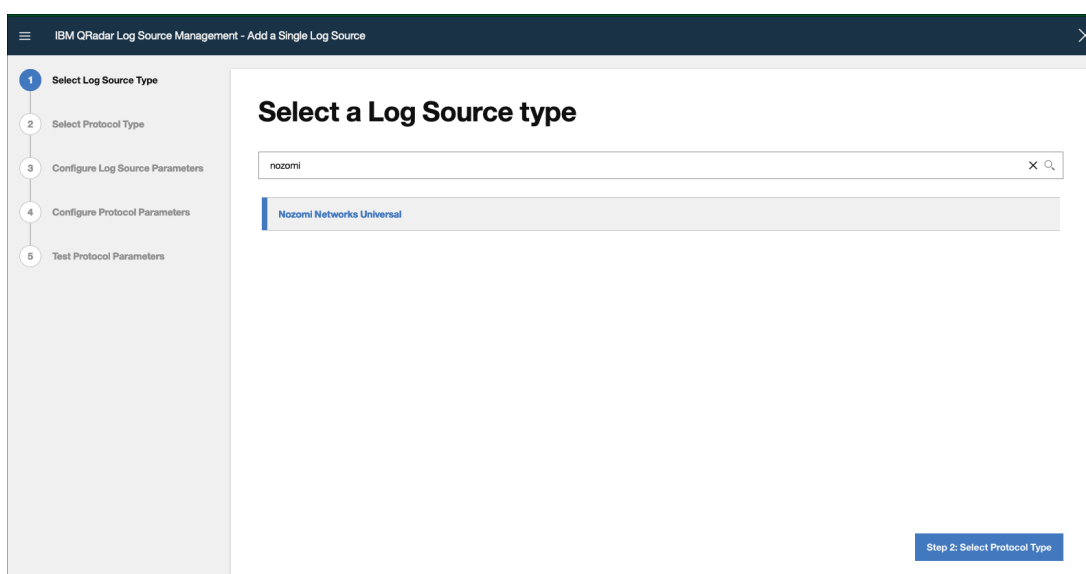 IBM QRadar Log Source Management - Add a Single Log Source
1 Select Log Source Type
2 Select Protocol Type
3 Configure Log Source Parameters
4 Configure Protocol Parameters
5 Test Protocol Parameters
Select a Log Source type
nozomi
Nozomi Networks Universal
Step 2: Select Protocol Type